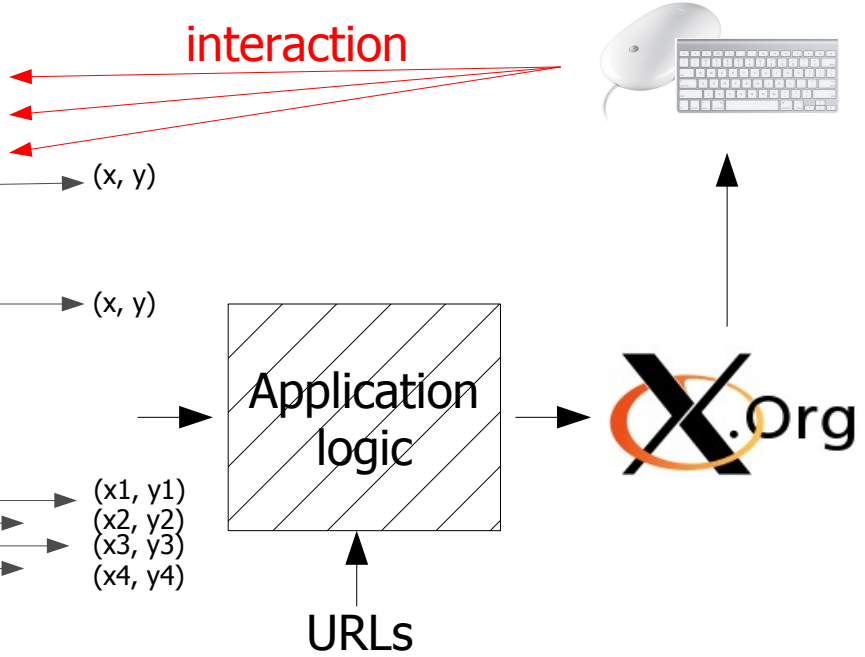 interaction
(x, y)
(x, y)
Application
logic
X.Org
(x1, y1)
(x2, y2)
(x3, y3)
(x4, y4)
URLs